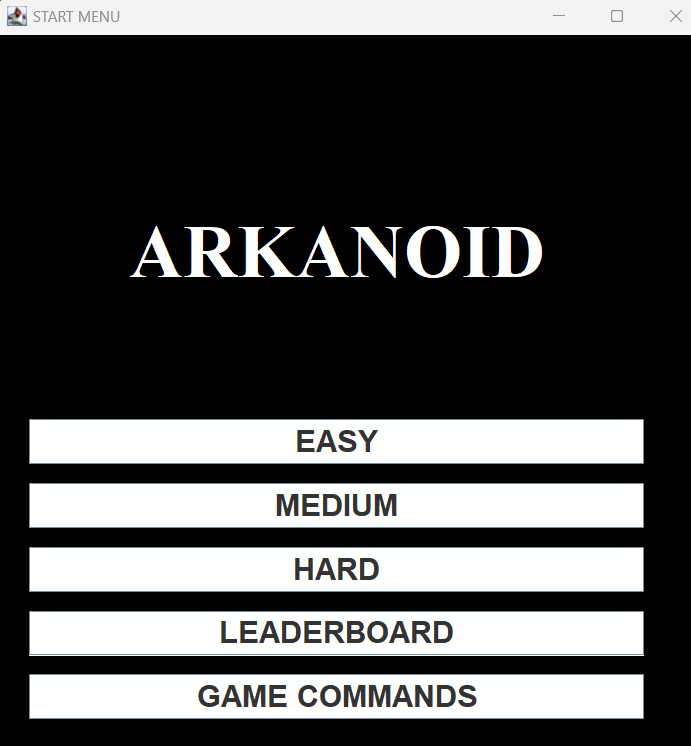 START MENU
ARKANOID
EASY
MEDIUM
HARD
LEADERBOARD
GAME COMMANDS